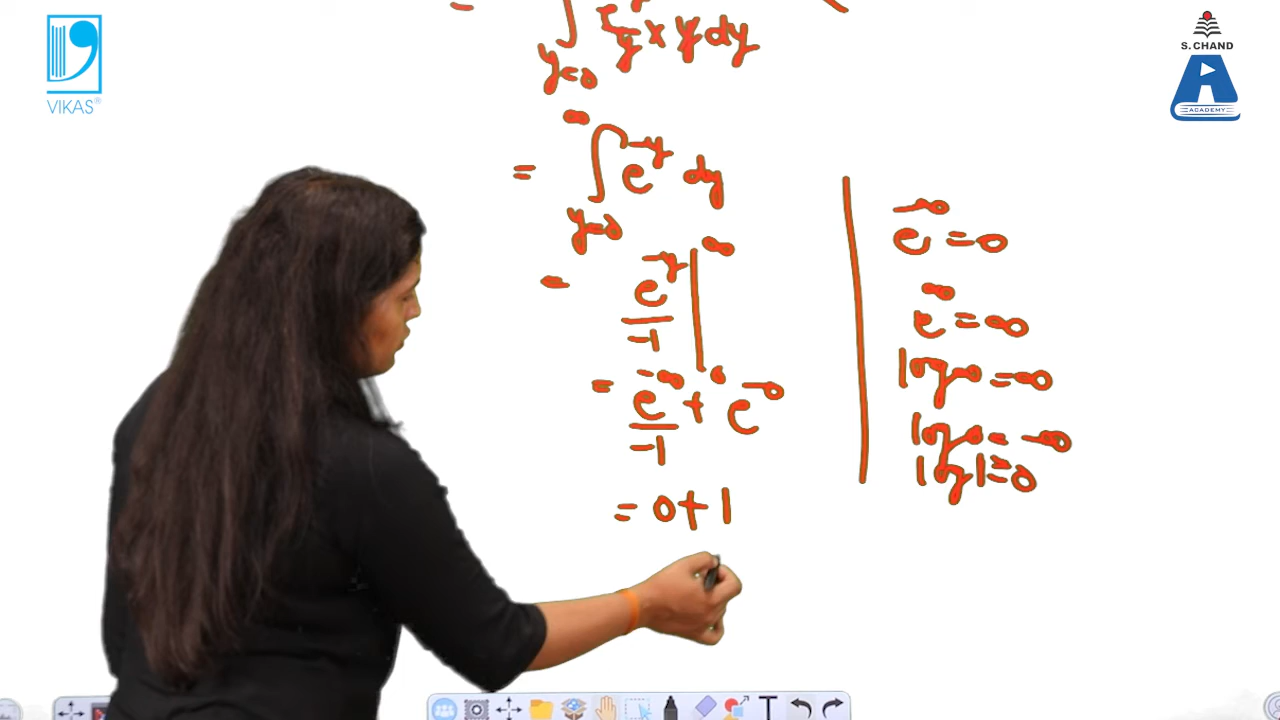 VIKAS®
S. CHAND
ACADEMY
= ∫ y=0 e^-y/y × y dy
= ∫ y=0 ∞ e^-y dy
= e^-y/-1 | ∞ 0
= e^-∞/-1 + e^-0
= 0 + 1
e^-∞ = 0
e^∞ = ∞
log ∞ = ∞
log 0 = -∞
log 1 = 0
T